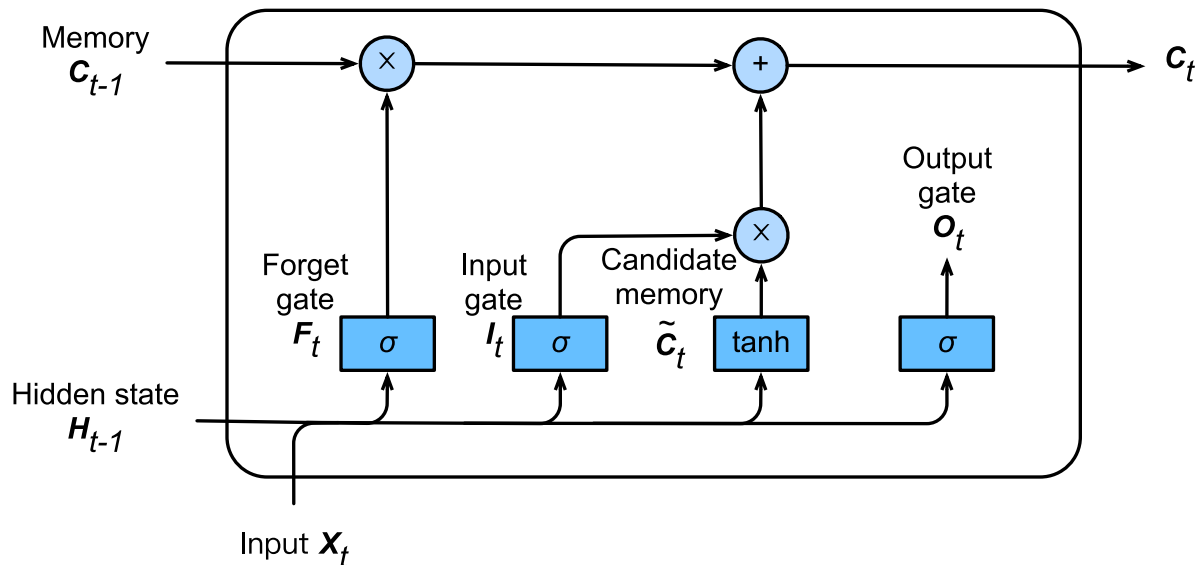 Memory
C_{t-1}
×
+
C_t
Output
gate
O_t
×
Forget
gate
F_t
Input
gate
I_t
Candidate
memory
C̃_t
σ
σ
tanh
σ
Hidden state
H_{t-1}
Input X_t